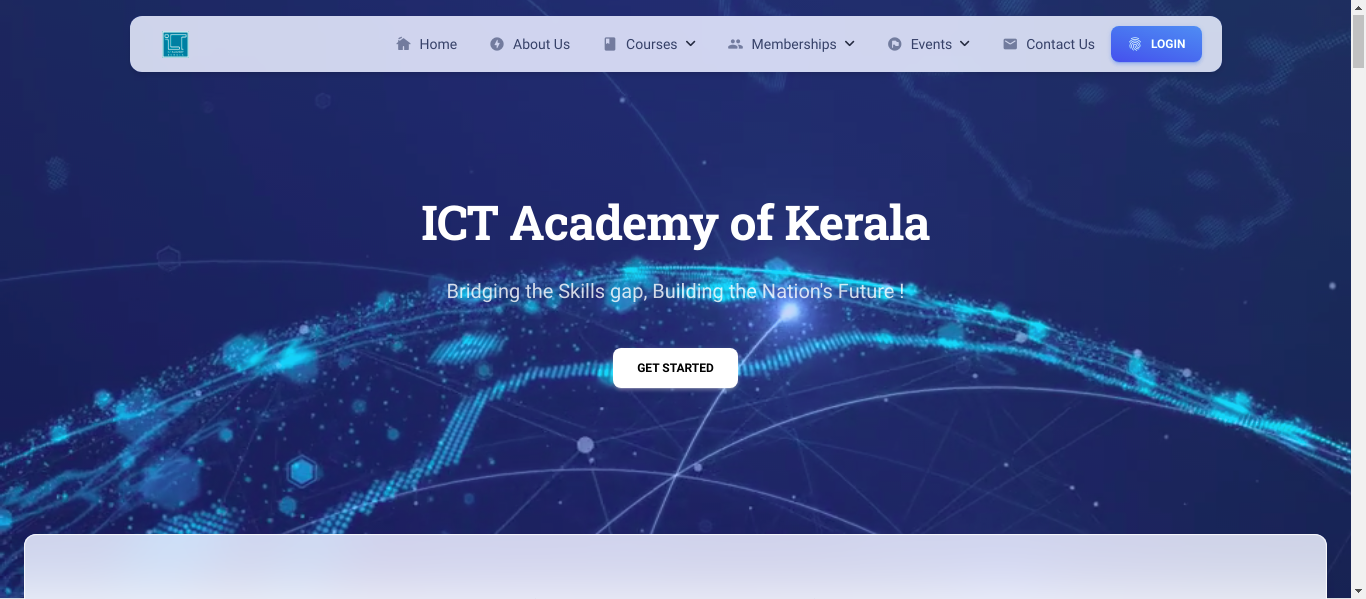 Home About Us Courses Memberships Events Contact Us LOGIN
ICT Academy of Kerala
Bridging the Skills gap, Building the Nation's Future !
GET STARTED